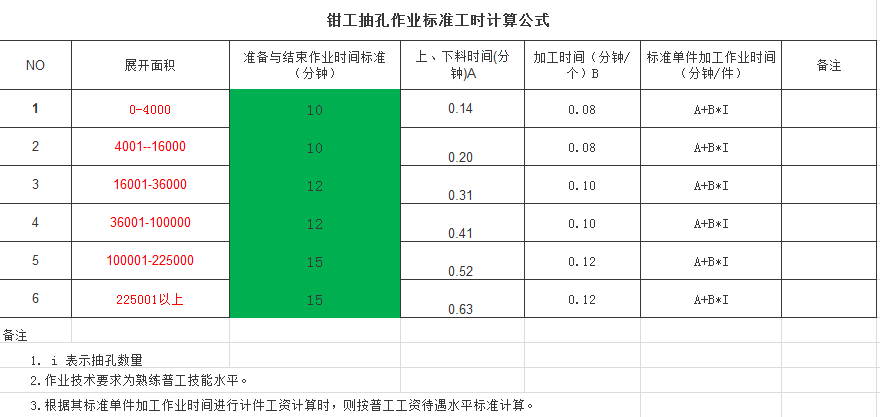 钳工抽孔作业标准工时计算公式
NO 展开面积 准备与结束作业时间标准（分钟） 上、下料时间(分钟)A 加工时间（分钟/个）B 标准单件加工作业时间（分钟/件） 备注
1 0-4000 10 0.14 0.08 A+B*I
2 4001--16000 10 0.20 0.08 A+B*I
3 16001-36000 12 0.31 0.10 A+B*I
4 36001-100000 12 0.41 0.10 A+B*I
5 100001-225000 15 0.52 0.12 A+B*I
6 225001以上 15 0.63 0.12 A+B*I
备注
1. i 表示抽孔数量
2.作业技术要求为熟练普工技能水平。
3.根据其标准单件加工作业时间进行计件工资计算时，则按普工工资待遇水平标准计算。